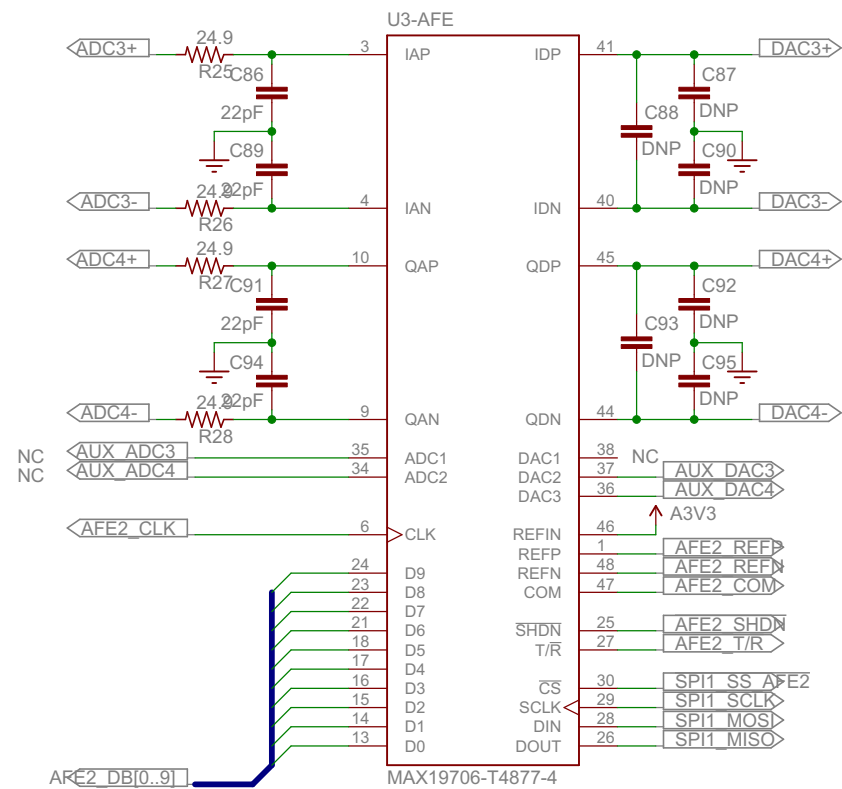 U3-AFE
ADC3+ 24.9 3 IAP IDP 41 DAC3+
R25 C86 C87
22pF C88 DNP
C89 DNP C90
22pF DNP
ADC3- 24.9 4 IAN IDN 40 DAC3-
R26
ADC4+ 24.9 10 QAP QDP 45 DAC4+
R27 C91 C92
22pF C93 DNP
C94 DNP C95
22pF DNP
ADC4- 24.9 9 QAN QDN 44 DAC4-
R28
NC AUX_ADC3 35 ADC1 DAC1 38 NC
NC AUX_ADC4 34 ADC2 DAC2 37 AUX_DAC3
DAC3 36 AUX_DAC4
A3V3
AFE2_CLK 6 CLK REFIN 46
REFP 1 AFE2_REFP
24 D9 REFN 48 AFE2_REFN
23 D8 COM 47 AFE2_COM
22 D7
21 D6 SHDN 25 AFE2_SHDN
18 D5 T/R 27 AFE2_T/R
17 D4
16 D3 CS 30 SPI1_SS_AFE2
15 D2 SCLK 29 SPI1_SCLK
14 D1 DIN 28 SPI1_MOSI
13 D0 DOUT 26 SPI1_MISO
AFE2_DB[0..9] MAX19706-T4877-4